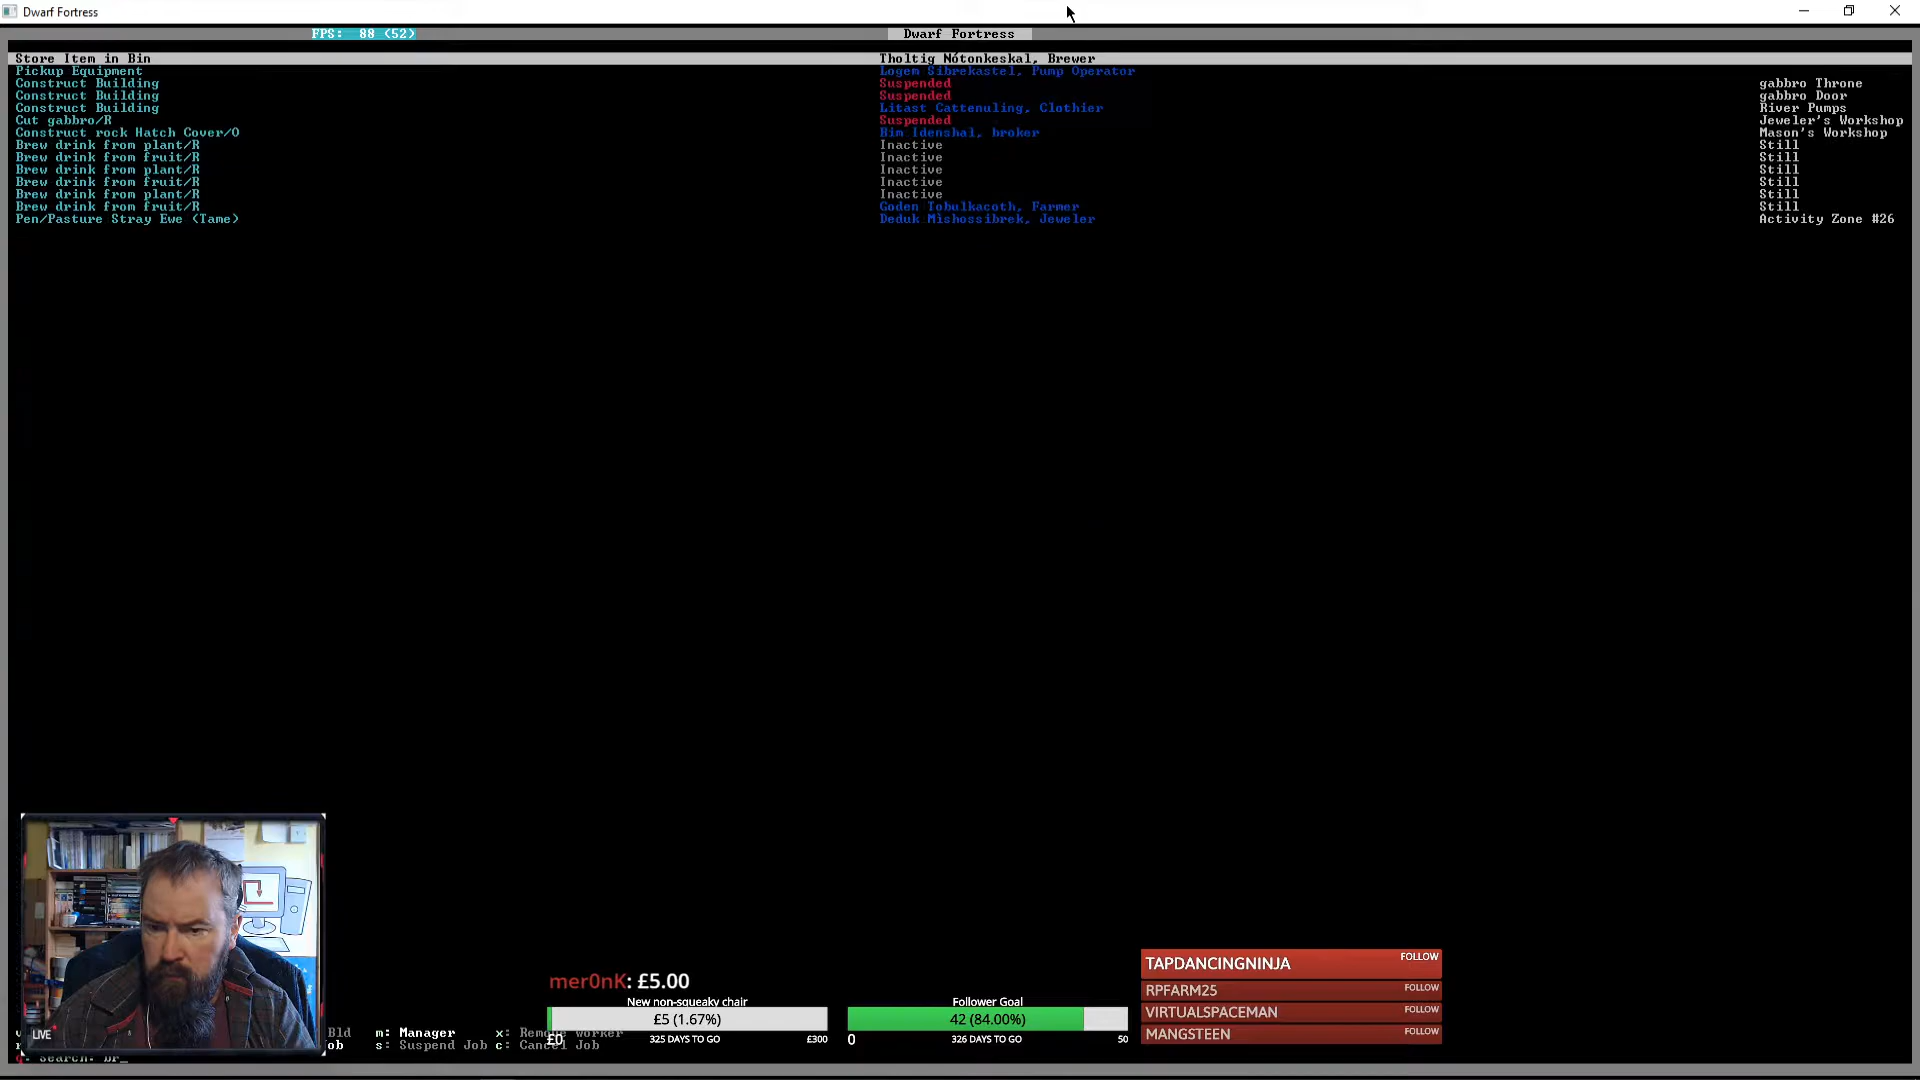 Dwarf Fortress
FPS: 88 (52)
Dwarf Fortress
Store Item in Bin Tholtig Nótonkeskal, Brewer
Pickup Equipment Logem Sibrekastel, Pump Operator
Construct Building Suspended gabbro Throne
Construct Building Suspended gabbro Door
Construct Building Litast Cattenuling, Clothier River Pumps
Cut gabbro/R Suspended Jeweler's Workshop
Construct rock Hatch Cover/O Bim Idenshal, broker Mason's Workshop
Brew drink from plant/R Inactive Still
Brew drink from fruit/R Inactive Still
Brew drink from plant/R Inactive Still
Brew drink from fruit/R Inactive Still
Brew drink from plant/R Inactive Still
Brew drink from fruit/R Goden Tobulkacoth, Farmer Still
Pen/Pasture Stray Ewe (Tame) Deduk Mishossibrek, Jeweler Activity Zone #26
LIVE
Bld m: Manager x: Remove worker
ob s: Suspend Job c: Cancel Job
Search: br_
mer0nK: £5.00
New non-squeaky chair
£5 (1.67%)
£0 325 DAYS TO GO £300
Follower Goal
42 (84.00%)
0 326 DAYS TO GO 50
TAPDANCINGNINJA FOLLOW
RPFARM25 FOLLOW
VIRTUALSPACEMAN FOLLOW
MANGSTEEN FOLLOW